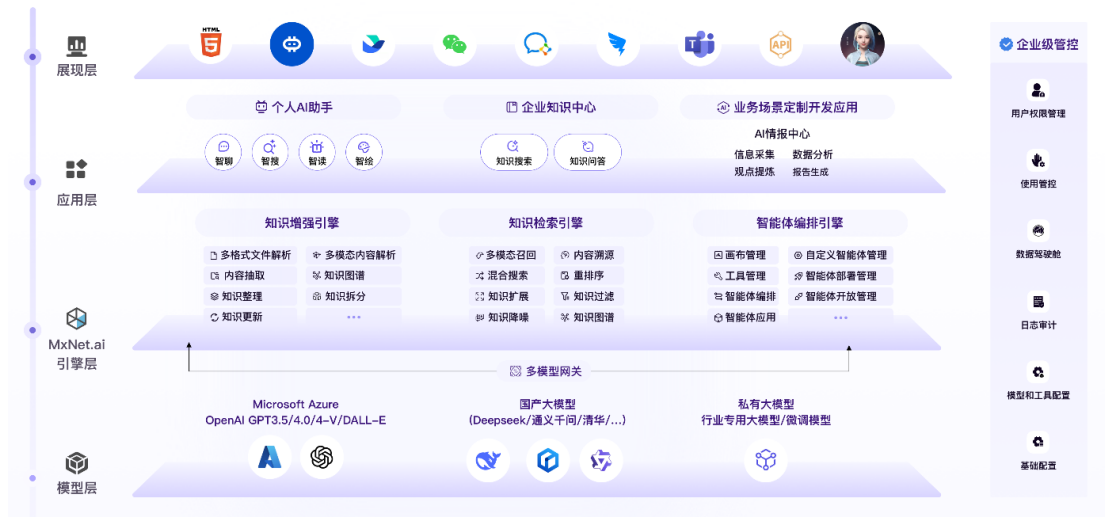 展现层
HTML
5
API
企业级管控
用户权限管理
使用管控
数据驾驶舱
日志审计
模型和工具配置
基础配置
应用层
个人AI助手
智聊
智搜
智读
智绘
企业知识中心
知识搜索
知识问答
AI
业务场景定制开发应用
AI情报中心
信息采集 数据分析
观点提炼 报告生成
MxNet.ai
引擎层
知识增强引擎
多格式文件解析 多模态内容解析
内容抽取 知识图谱
知识整理 知识拆分
知识更新 ...
知识检索引擎
多模态召回 内容溯源
混合搜索 重排序
知识扩展 知识过滤
知识降噪 知识图谱
智能体编排引擎
画布管理 自定义智能体管理
工具管理 智能体部署管理
智能体编排 智能体开放管理
智能体应用 ...
多模型网关
模型层
Microsoft Azure
OpenAI GPT3.5/4.0/4-V/DALL-E
国产大模型
(Deepseek/通义千问/清华/...)
私有大模型
行业专用大模型/微调模型